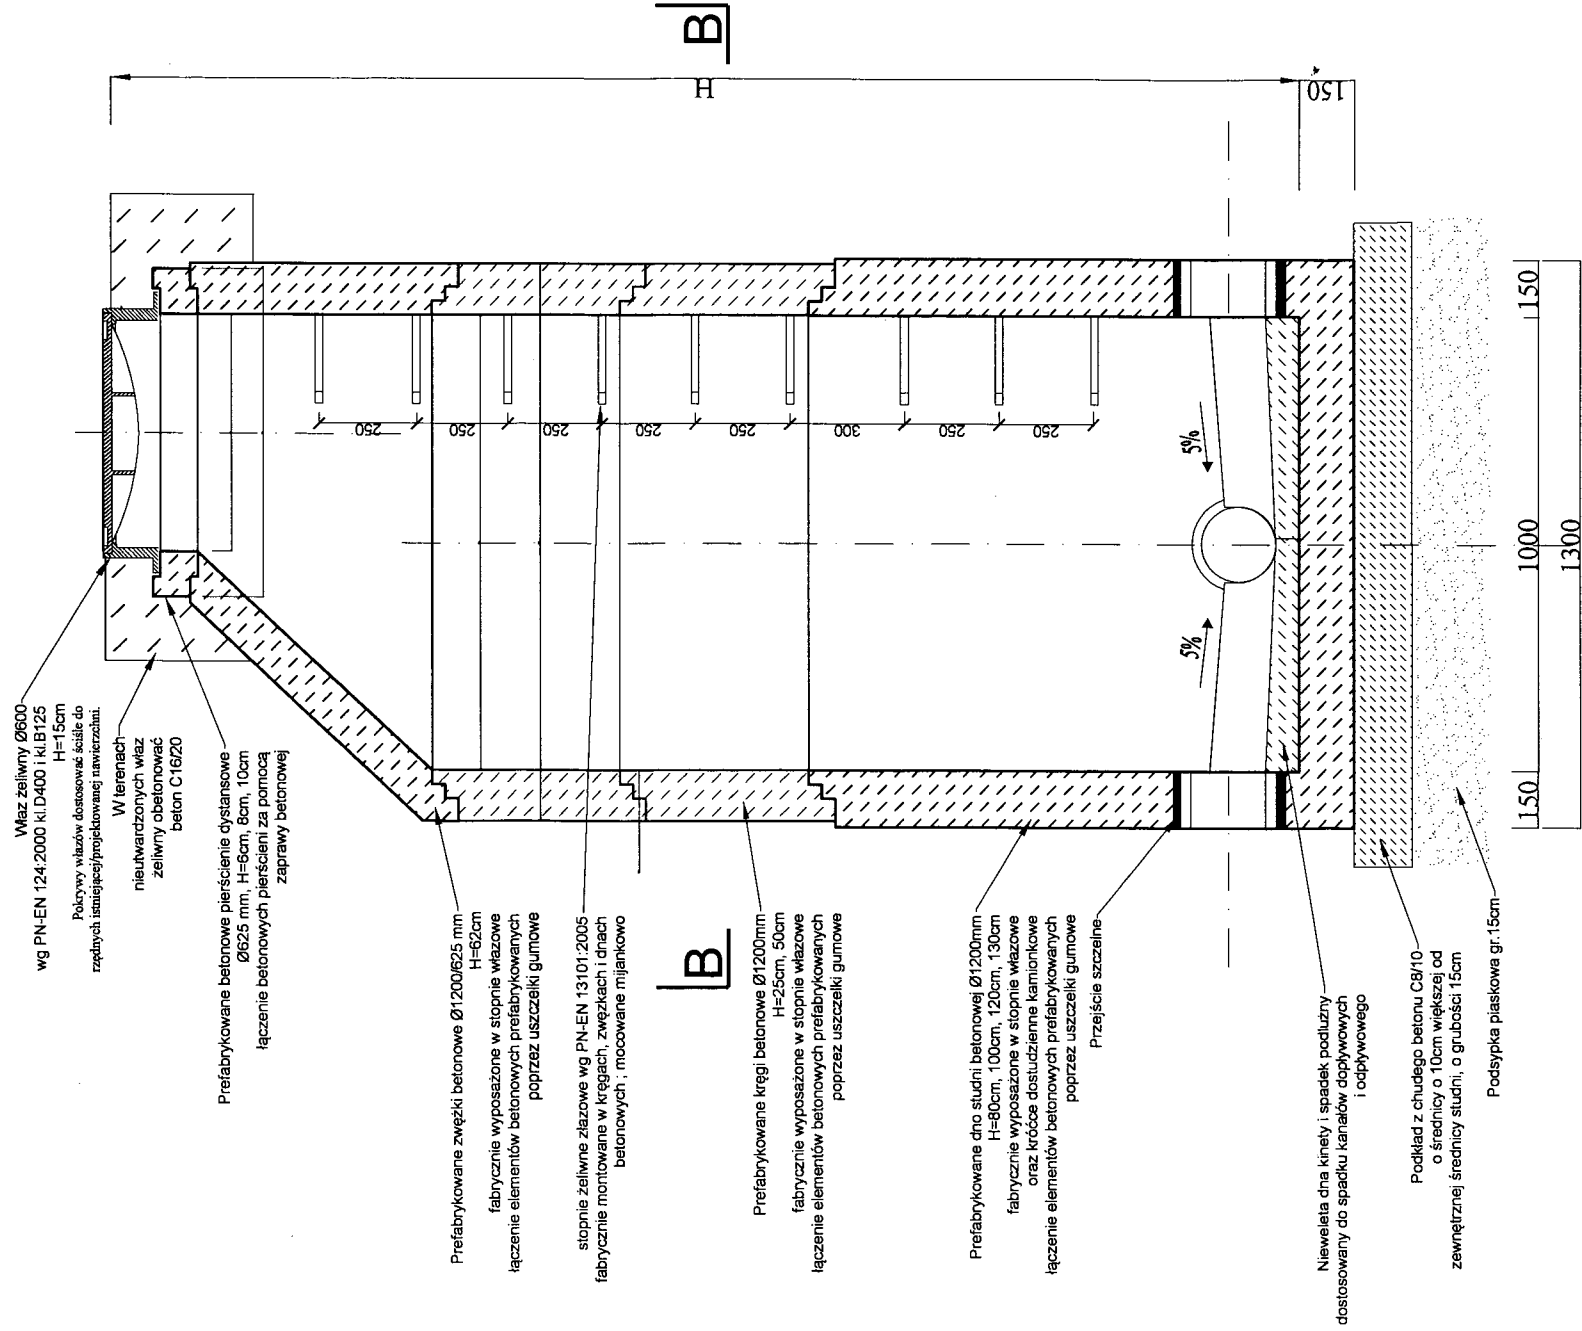 Właz żeliwny Ø600
wg PN-EN 124:2000 kl.D400 i kl.B125
H=15cm
Pokrywy włazów dostosować ściśle do
rzędnych istniejącej/projektowanej nawierzchni.
W terenach
nieutwardzonych właz
żeliwny obetonować
beton C16/20
Prefabrykowane betonowe pierścienie dystansowe
Ø625 mm, H=6cm, 8cm, 10cm
łączenie betonowych pierścieni za pomocą
zaprawy betonowej
Prefabrykowane zwężki betonowe Ø1200/625 mm
H=62cm
fabrycznie wyposażone w stopnie włazowe
łączenie elementów betonowych prefabrykowanych
poprzez uszczelki gumowe
stopnie żeliwne złazowe wg PN-EN 13101:2005
fabrycznie montowane w kręgach, zwężkach i dnach
betonowych ; mocowane mijankowo
Prefabrykowane kręgi betonowe Ø1200mm
H=25cm, 50cm
fabrycznie wyposażone w stopnie włazowe
łączenie elementów betonowych prefabrykowanych
poprzez uszczelki gumowe
Prefabrykowane dno studni betonowej Ø1200mm
H=80cm, 100cm, 120cm, 130cm
fabrycznie wyposażone w stopnie włazowe
oraz króćce dostudzienne kamionkowe
łączenie elementów betonowych prefabrykowanych
poprzez uszczelki gumowe
Przejście szczelne
Nieweleta dna kinety i spadek podłużny
dostosowany do spadku kanałów dopływowych
i odpływowego
Podkład z chudego betonu C8/10
o średnicy o 10cm większej od
zewnętrznej średnicy studni, o grubości 15cm
Podsypka piaskowa gr.15cm
B
B
H
150
250
250
250
250
250
300
250
250
5%
5%
150
1000
150
1300